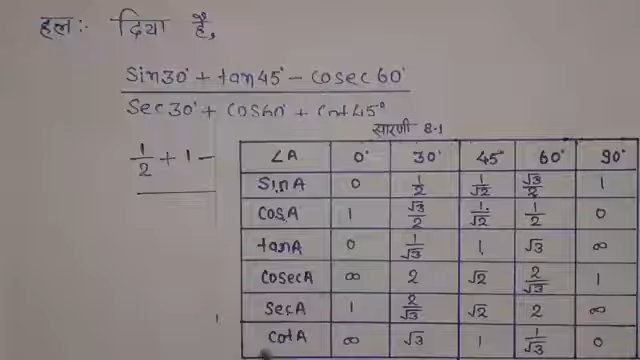 हलः- दिया है,
Sin30° + tan45° - Cosec60°
Sec30° + COS60° + Cot45°
1/2 + 1 -
सारणी 8.1
∠A 0° 30° 45° 60° 90°
SinA 0 1/2 1/√2 √3/2 1
COSA 1 √3/2 1/√2 1/2 0
tanA 0 1/√3 1 √3 ∞
CosecA ∞ 2 √2 2/√3 1
SecA 1 2/√3 √2 2 ∞
CotA ∞ √3 1 1/√3 0